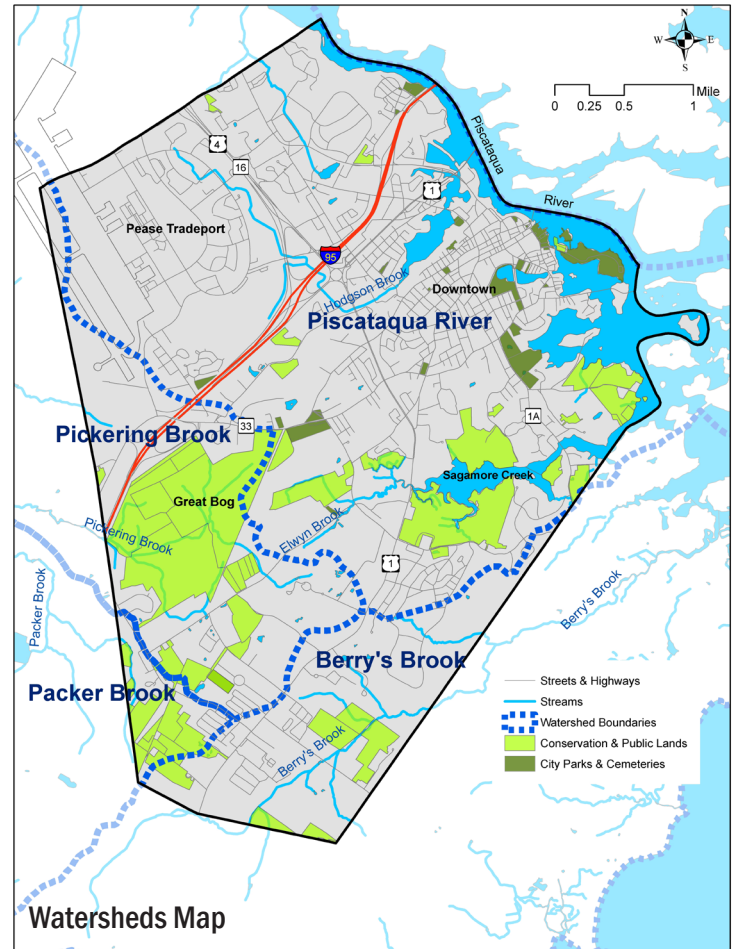 N
W E
S
0 0.25 0.5 1
Mile
Piscataqua
River
4
16
1
Pease Tradeport
95
Hodgson Brook
Downtown
Piscataqua River
1A
33
Pickering Brook
Great Bog
Sagamore Creek
Pickering Brook
Elwyn Brook
1
Packer Brook
Berry's Brook
Berry's Brook
Packer Brook
Berry's Brook
Streets & Highways
Streams
Watershed Boundaries
Conservation & Public Lands
City Parks & Cemeteries
Watersheds Map